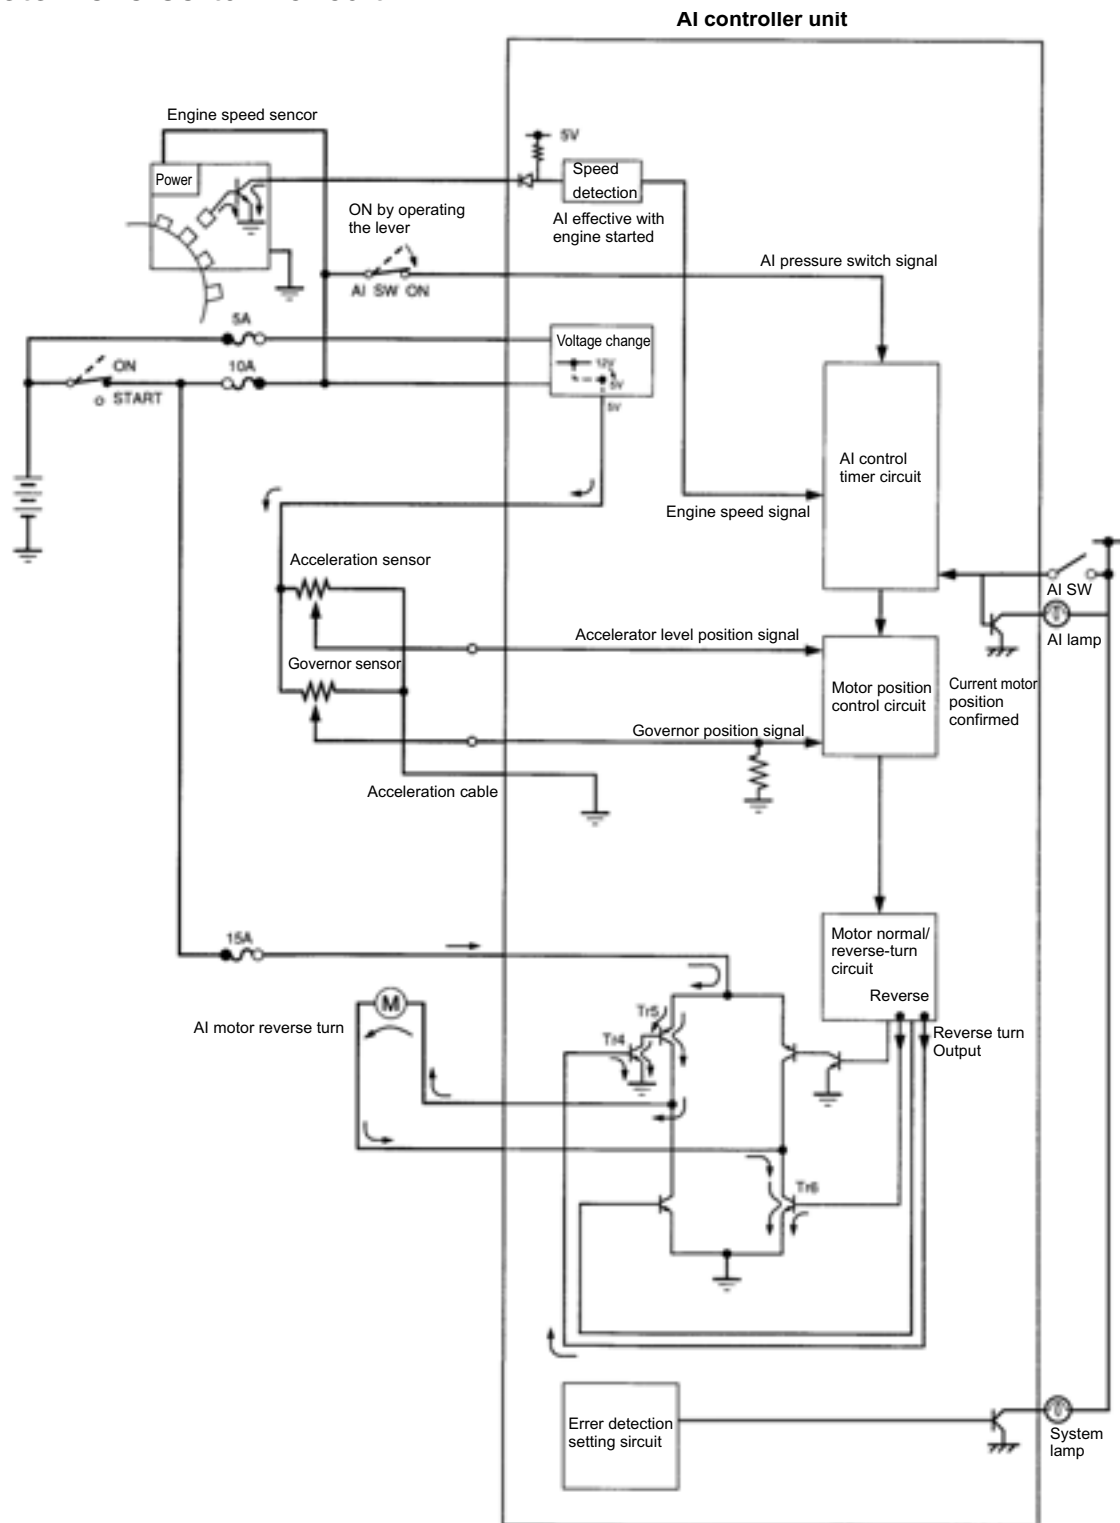 AI controller unit
Engine speed sencor
5V
Power
Speed
detection
ON by operating
the lever
AI effective with
engine started
AI pressure switch signal
AI SW ON
5A
Voltage change
12V
5V
5V
ON
10A
START
AI control
timer circuit
Engine speed signal
Acceleration sensor
AI SW
Accelerator level position signal
AI lamp
Governor sensor
Motor position
control circuit
Current motor
position
confirmed
Governor position signal
Acceleration cable
15A
Motor normal/
reverse-turn
circuit
Reverse
M
AI motor reverse turn
Tr5
Tr4
Reverse turn
Output
Tr6
Errer detection
setting sircuit
System
lamp